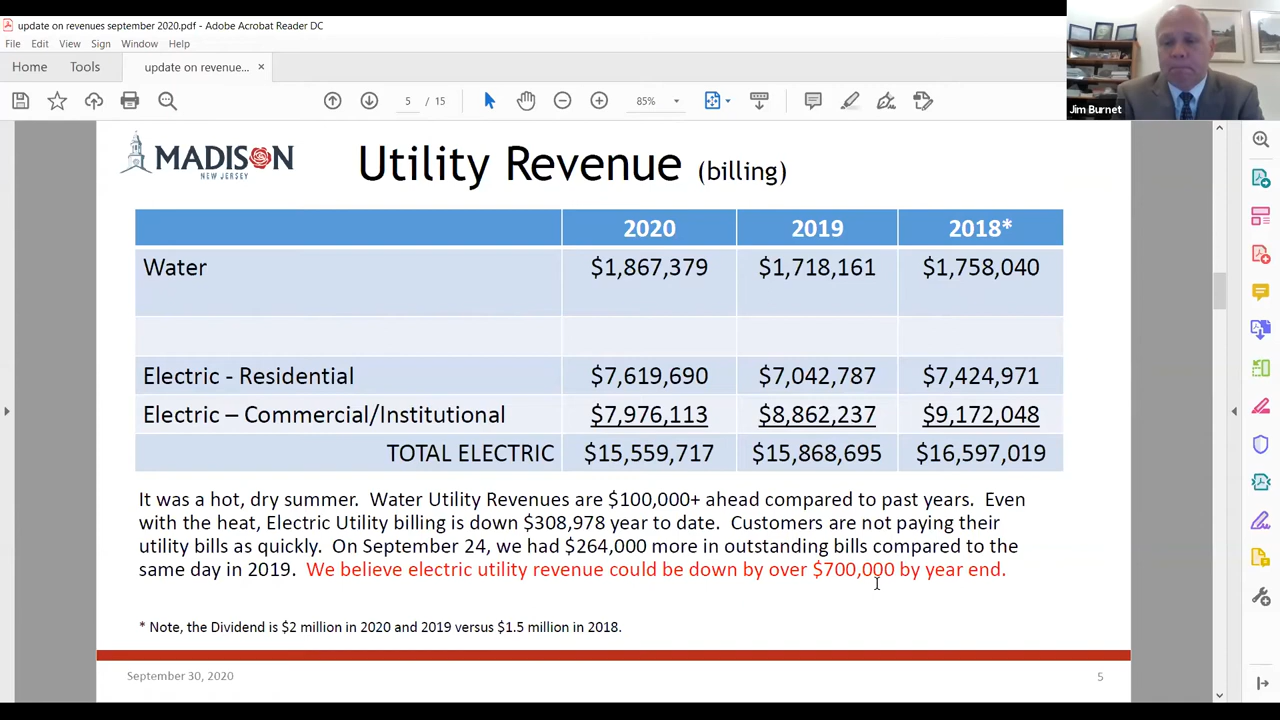 update on revenues september 2020.pdf - Adobe Acrobat Reader DC
File Edit View Sign Window Help
Home Tools update on revenue... ×
5 / 15 85%
Jim Burnet
MADISON
NEW JERSEY
Utility Revenue (billing)
2020 2019 2018*
Water $1,867,379 $1,718,161 $1,758,040
Electric - Residential $7,619,690 $7,042,787 $7,424,971
Electric – Commercial/Institutional $7,976,113 $8,862,237 $9,172,048
TOTAL ELECTRIC $15,559,717 $15,868,695 $16,597,019
It was a hot, dry summer. Water Utility Revenues are $100,000+ ahead compared to past years. Even
with the heat, Electric Utility billing is down $308,978 year to date. Customers are not paying their
utility bills as quickly. On September 24, we had $264,000 more in outstanding bills compared to the
same day in 2019. We believe electric utility revenue could be down by over $700,000 by year end.
* Note, the Dividend is $2 million in 2020 and 2019 versus $1.5 million in 2018.
September 30, 2020 5